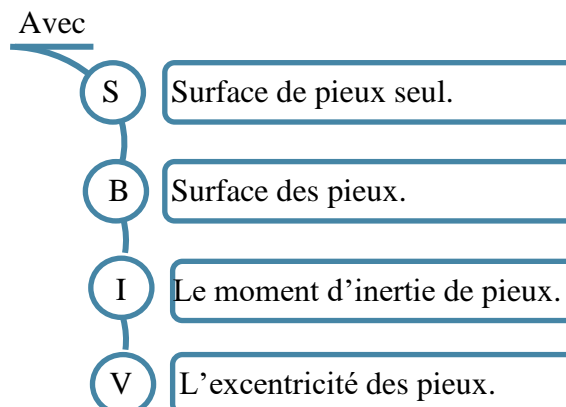 Avec
S Surface de pieux seul.
B Surface des pieux.
I Le moment d’inertie de pieux.
V L’excentricité des pieux.